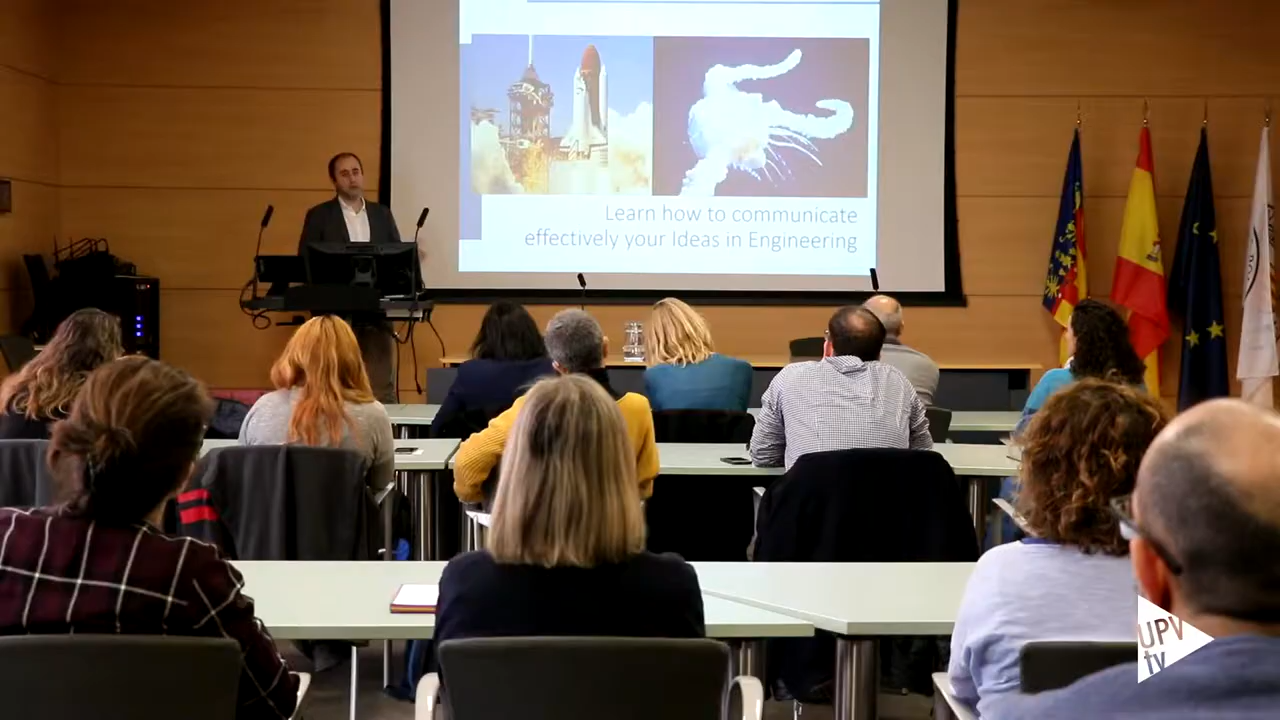 Learn how to communicate
effectively your Ideas in Engineering
UPV
tv